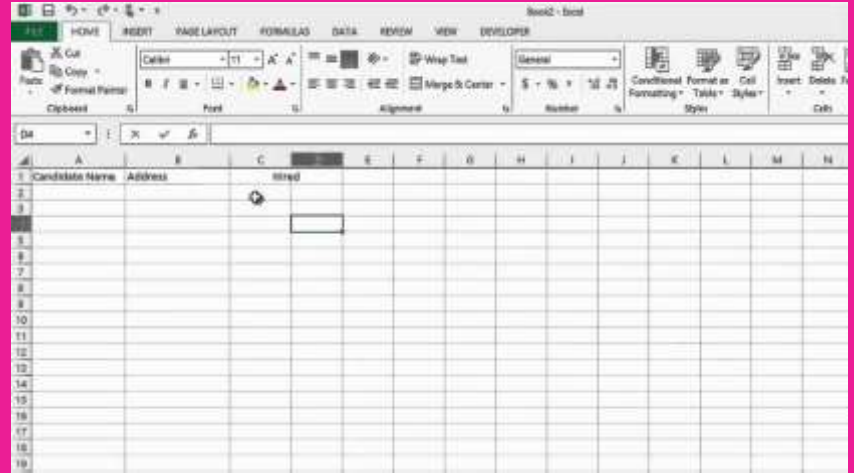 Book2 - Excel
FILE HOME INSERT PAGE LAYOUT FORMULAS DATA REVIEW VIEW DEVELOPER
Cut
Calibri 11 A A Wrap Text General
Paste Copy
B I U Merge & Center $ % Conditional Format as Cell Insert Delete
Format Painter Formatting Table Styles
Clipboard Font Alignment Number Styles Cells
D4 fx
A B C D E F G H I J K L M N
1 Candidate Name Address Hired
2
3
4
5
6
7
8
9
10
11
12
13
14
15
16
17
18
19